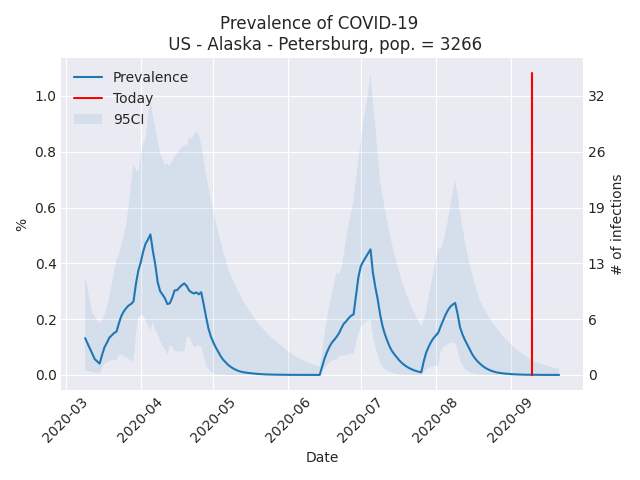 Prevalence of COVID-19
US - Alaska - Petersburg, pop. = 3266
Prevalence
Today
95CI
%
1.0
0.8
0.6
0.4
0.2
0.0
32
26
19
13
6
0
# of infections
2020-03
2020-04
2020-05
2020-06
2020-07
2020-08
2020-09
Date